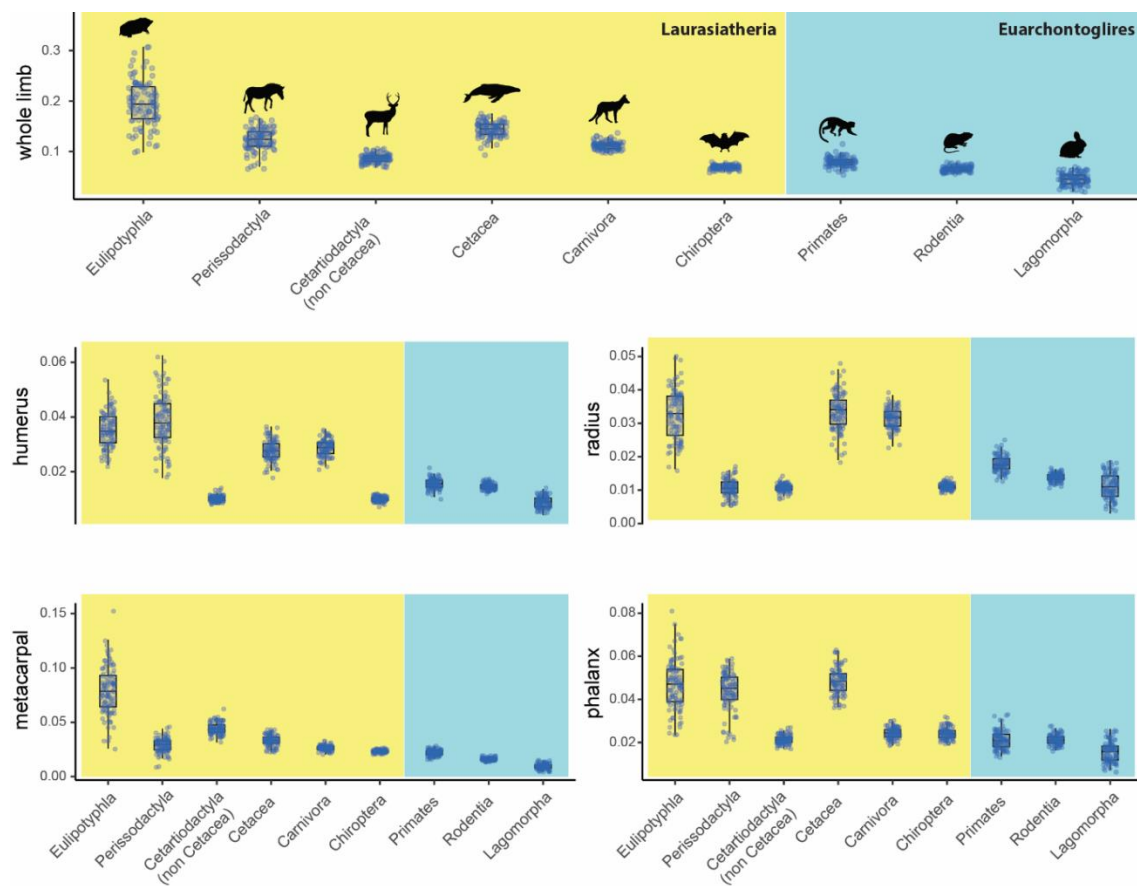 Laurasiatheria
Euarchontoglires
whole limb
0.3
0.2
0.1
Eulipotyphla
Perissodactyla
Cetartiodactyla
(non Cetacea)
Cetacea
Carnivora
Chiroptera
Primates
Rodentia
Lagomorpha
humerus
0.06
0.04
0.02
radius
0.05
0.04
0.03
0.02
0.01
0.00
metacarpal
0.15
0.10
0.05
0.00
Eulipotyphla
Perissodactyla
Cetartiodactyla
(non Cetacea)
Cetacea
Carnivora
Chiroptera
Primates
Rodentia
Lagomorpha
phalanx
0.08
0.06
0.04
0.02
Eulipotyphla
Perissodactyla
Cetartiodactyla
(non Cetacea)
Cetacea
Carnivora
Chiroptera
Primates
Rodentia
Lagomorpha